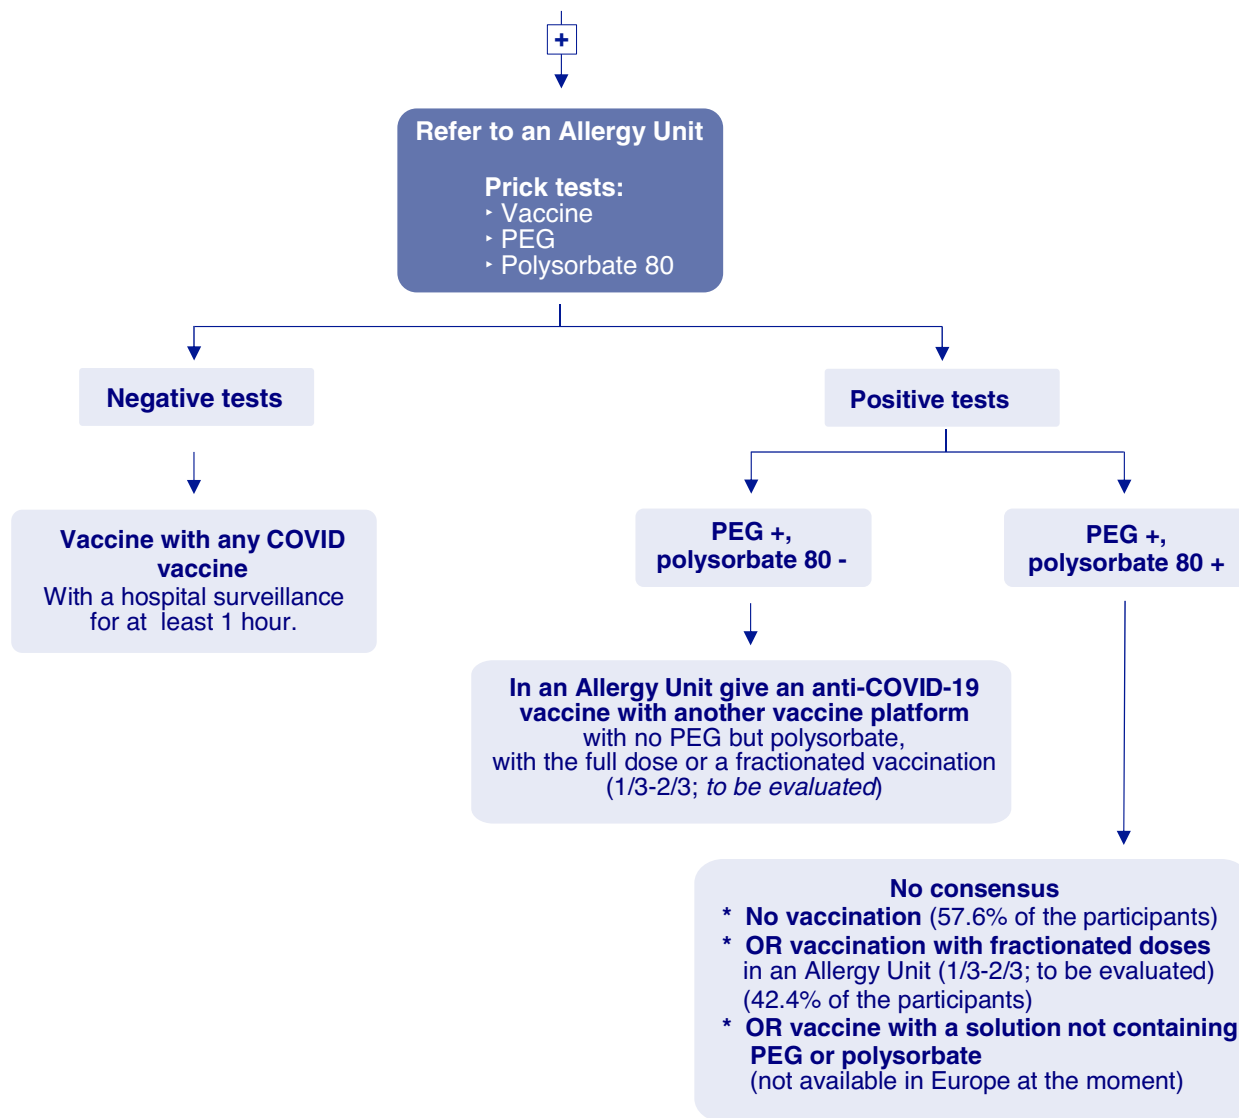 +
Refer to an Allergy Unit
Prick tests:
‣ Vaccine
‣ PEG
‣ Polysorbate 80
Negative tests
Positive tests
Vaccine with any COVID
vaccine
With a hospital surveillance
for at least 1 hour.
PEG +,
polysorbate 80 -
PEG +,
polysorbate 80 +
In an Allergy Unit give an anti-COVID-19
vaccine with another vaccine platform
with no PEG but polysorbate,
with the full dose or a fractionated vaccination
(1/3-2/3; to be evaluated)
No consensus
* No vaccination (57.6% of the participants)
* OR vaccination with fractionated doses
in an Allergy Unit (1/3-2/3; to be evaluated)
(42.4% of the participants)
* OR vaccine with a solution not containing
PEG or polysorbate
(not available in Europe at the moment)